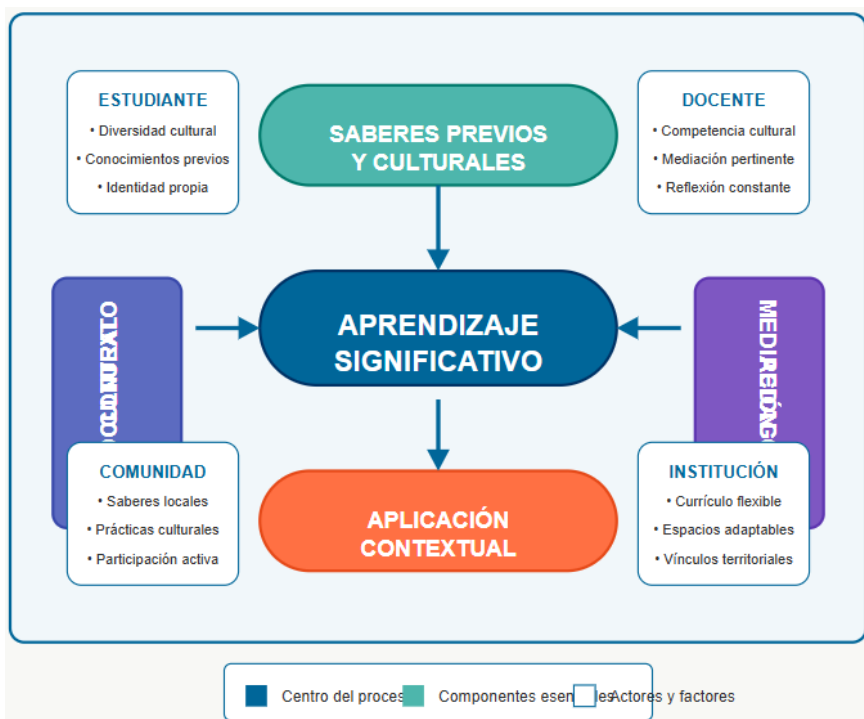 ESTUDIANTE
• Diversidad cultural
• Conocimientos previos
• Identidad propia
SABERES PREVIOS
Y CULTURALES
DOCENTE
• Competencia cultural
• Mediación pertinente
• Reflexión constante
APRENDIZAJE
SIGNIFICATIVO
COMUNIDAD
• Saberes locales
• Prácticas culturales
• Participación activa
APLICACIÓN
CONTEXTUAL
INSTITUCIÓN
• Currículo flexible
• Espacios adaptables
• Vínculos territoriales
Centro del proces
Componentes esen
Actores y factores